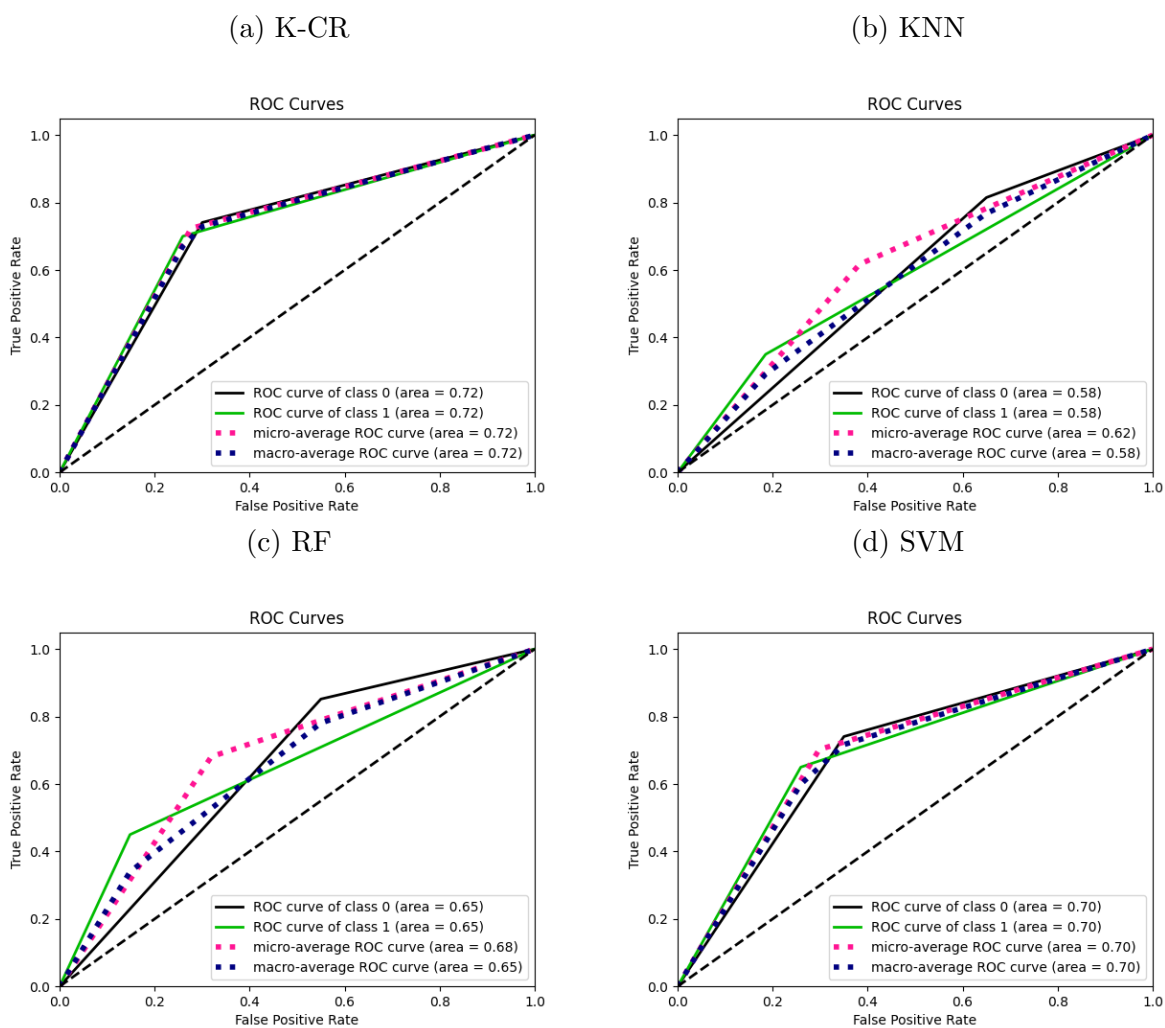 (a) K-CR
(b) KNN
ROC Curves
1.0
0.8
0.6
0.4
0.2
0.0
True Positive Rate
ROC curve of class 0 (area = 0.72)
ROC curve of class 1 (area = 0.72)
micro-average ROC curve (area = 0.72)
macro-average ROC curve (area = 0.72)
0.0 0.2 0.4 0.6 0.8 1.0
False Positive Rate
ROC Curves
1.0
0.8
0.6
0.4
0.2
0.0
True Positive Rate
ROC curve of class 0 (area = 0.58)
ROC curve of class 1 (area = 0.58)
micro-average ROC curve (area = 0.62)
macro-average ROC curve (area = 0.58)
0.0 0.2 0.4 0.6 0.8 1.0
False Positive Rate
(c) RF
(d) SVM
ROC Curves
1.0
0.8
0.6
0.4
0.2
0.0
True Positive Rate
ROC curve of class 0 (area = 0.65)
ROC curve of class 1 (area = 0.65)
micro-average ROC curve (area = 0.68)
macro-average ROC curve (area = 0.65)
0.0 0.2 0.4 0.6 0.8 1.0
False Positive Rate
ROC Curves
1.0
0.8
0.6
0.4
0.2
0.0
True Positive Rate
ROC curve of class 0 (area = 0.70)
ROC curve of class 1 (area = 0.70)
micro-average ROC curve (area = 0.70)
macro-average ROC curve (area = 0.70)
0.0 0.2 0.4 0.6 0.8 1.0
False Positive Rate